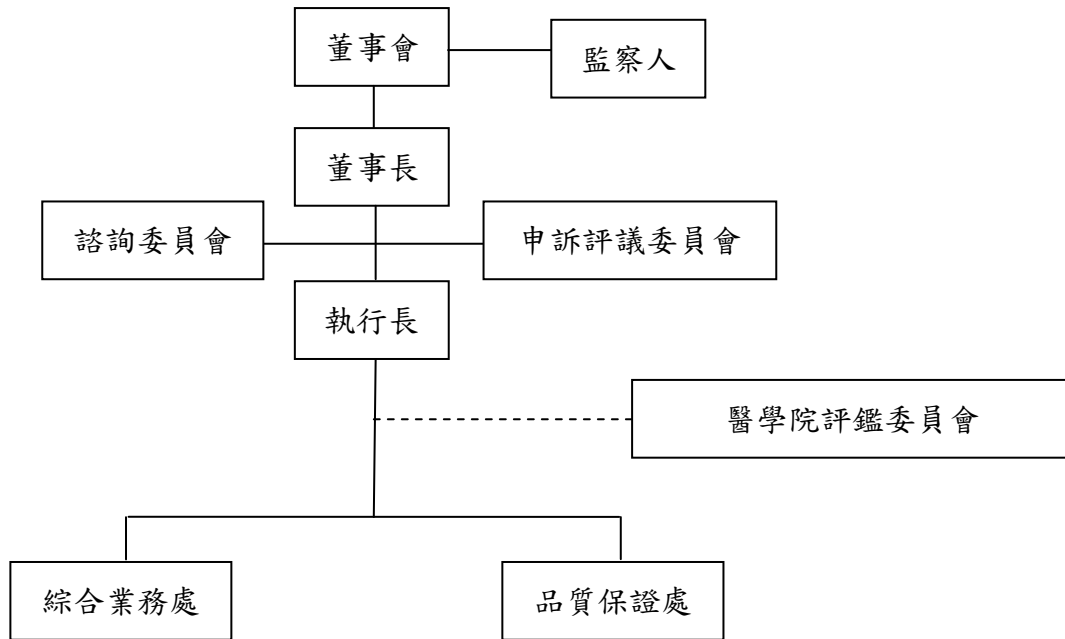 董事會
監察人
董事長
諮詢委員會
申訴評議委員會
執行長
醫學院評鑑委員會
綜合業務處
品質保證處